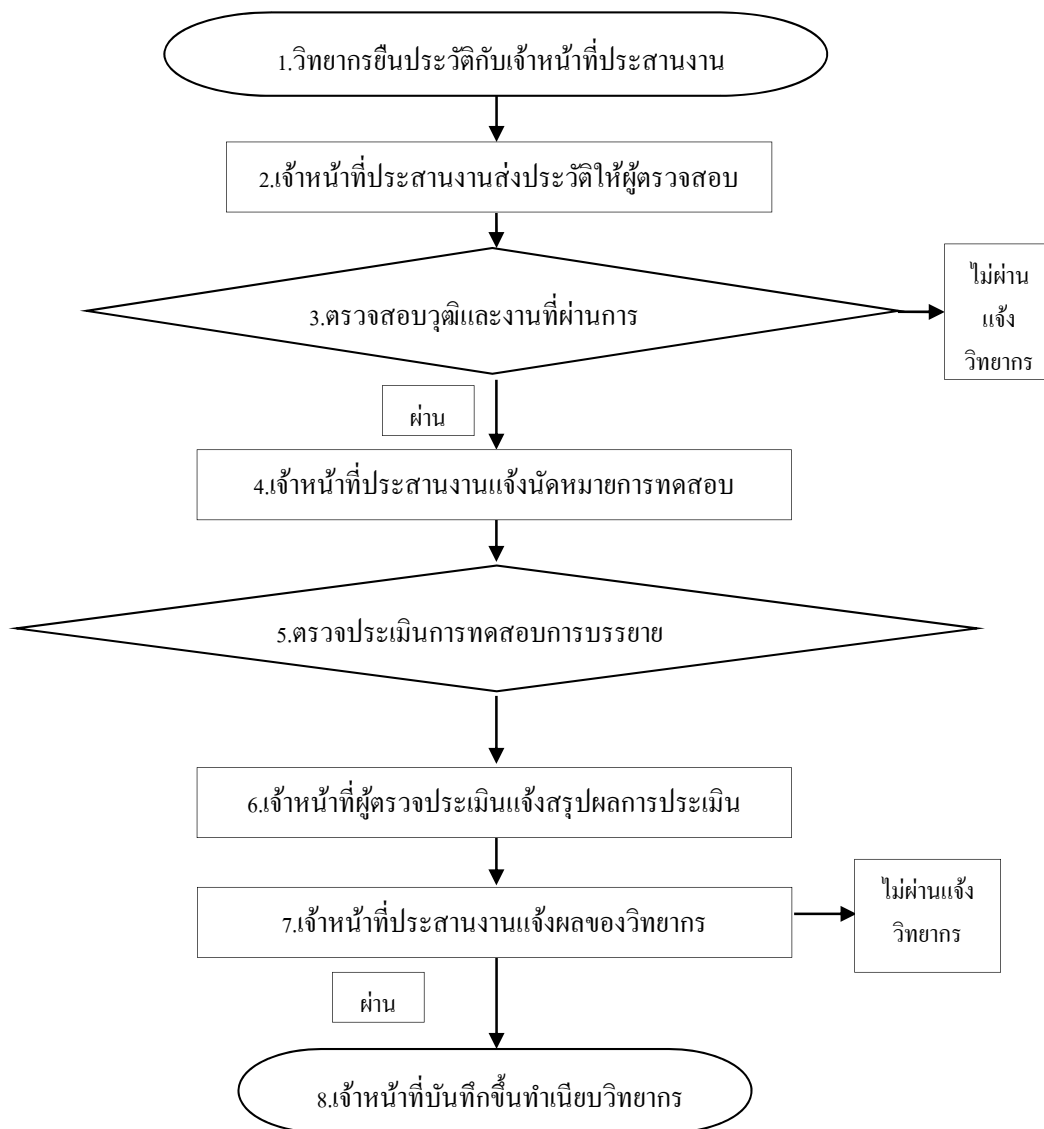 1.วิทยากรยืนประวัติกับเจ้าหน้าที่ประสานงาน
2.เจ้าหน้าที่ประสานงานส่งประวัติให้ผู้ตรวจสอบ
3.ตรวจสอบวุฒิและงานที่ผ่านการ
ไม่ผ่าน
แจ้ง
วิทยากร
ผ่าน
4.เจ้าหน้าที่ประสานงานแจ้งนัดหมายการทดสอบ
5.ตรวจประเมินการทดสอบการบรรยาย
6.เจ้าหน้าที่ผู้ตรวจประเมินแจ้งสรุปผลการประเมิน
7.เจ้าหน้าที่ประสานงานแจ้งผลของวิทยากร
ไม่ผ่านแจ้ง
วิทยากร
ผ่าน
8.เจ้าหน้าที่บันทึกขึ้นทำเนียบวิทยากร